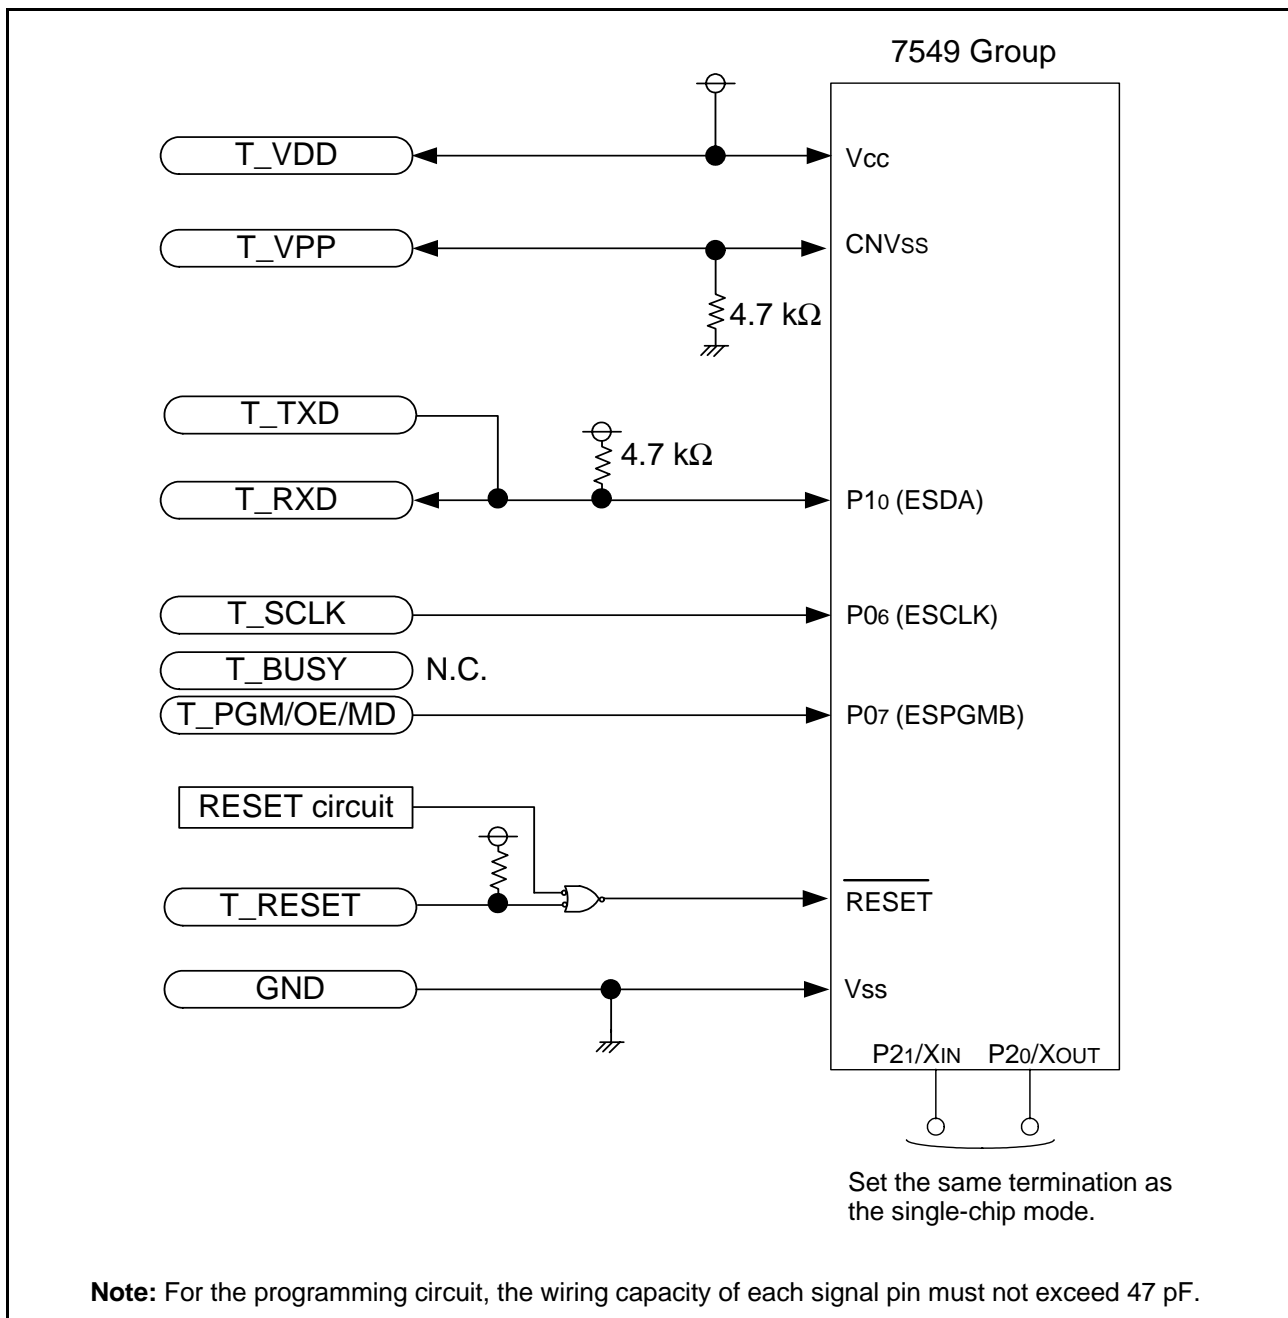 7549 Group
T_VDD
Vcc
T_VPP
CNVss
4.7 kΩ
T_TXD
4.7 kΩ
T_RXD
P10 (ESDA)
T_SCLK
P06 (ESCLK)
T_BUSY N.C.
T_PGM/OE/MD
P07 (ESPGMB)
RESET circuit
T_RESET
RESET
GND
Vss
P21/XIN P20/XOUT
Set the same termination as
the single-chip mode.
Note: For the programming circuit, the wiring capacity of each signal pin must not exceed 47 pF.